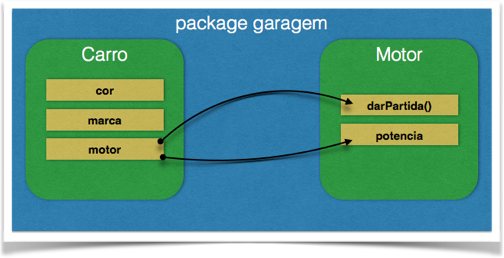 package garagem
Carro
cor
marca
motor
Motor
darPartida()
potencia